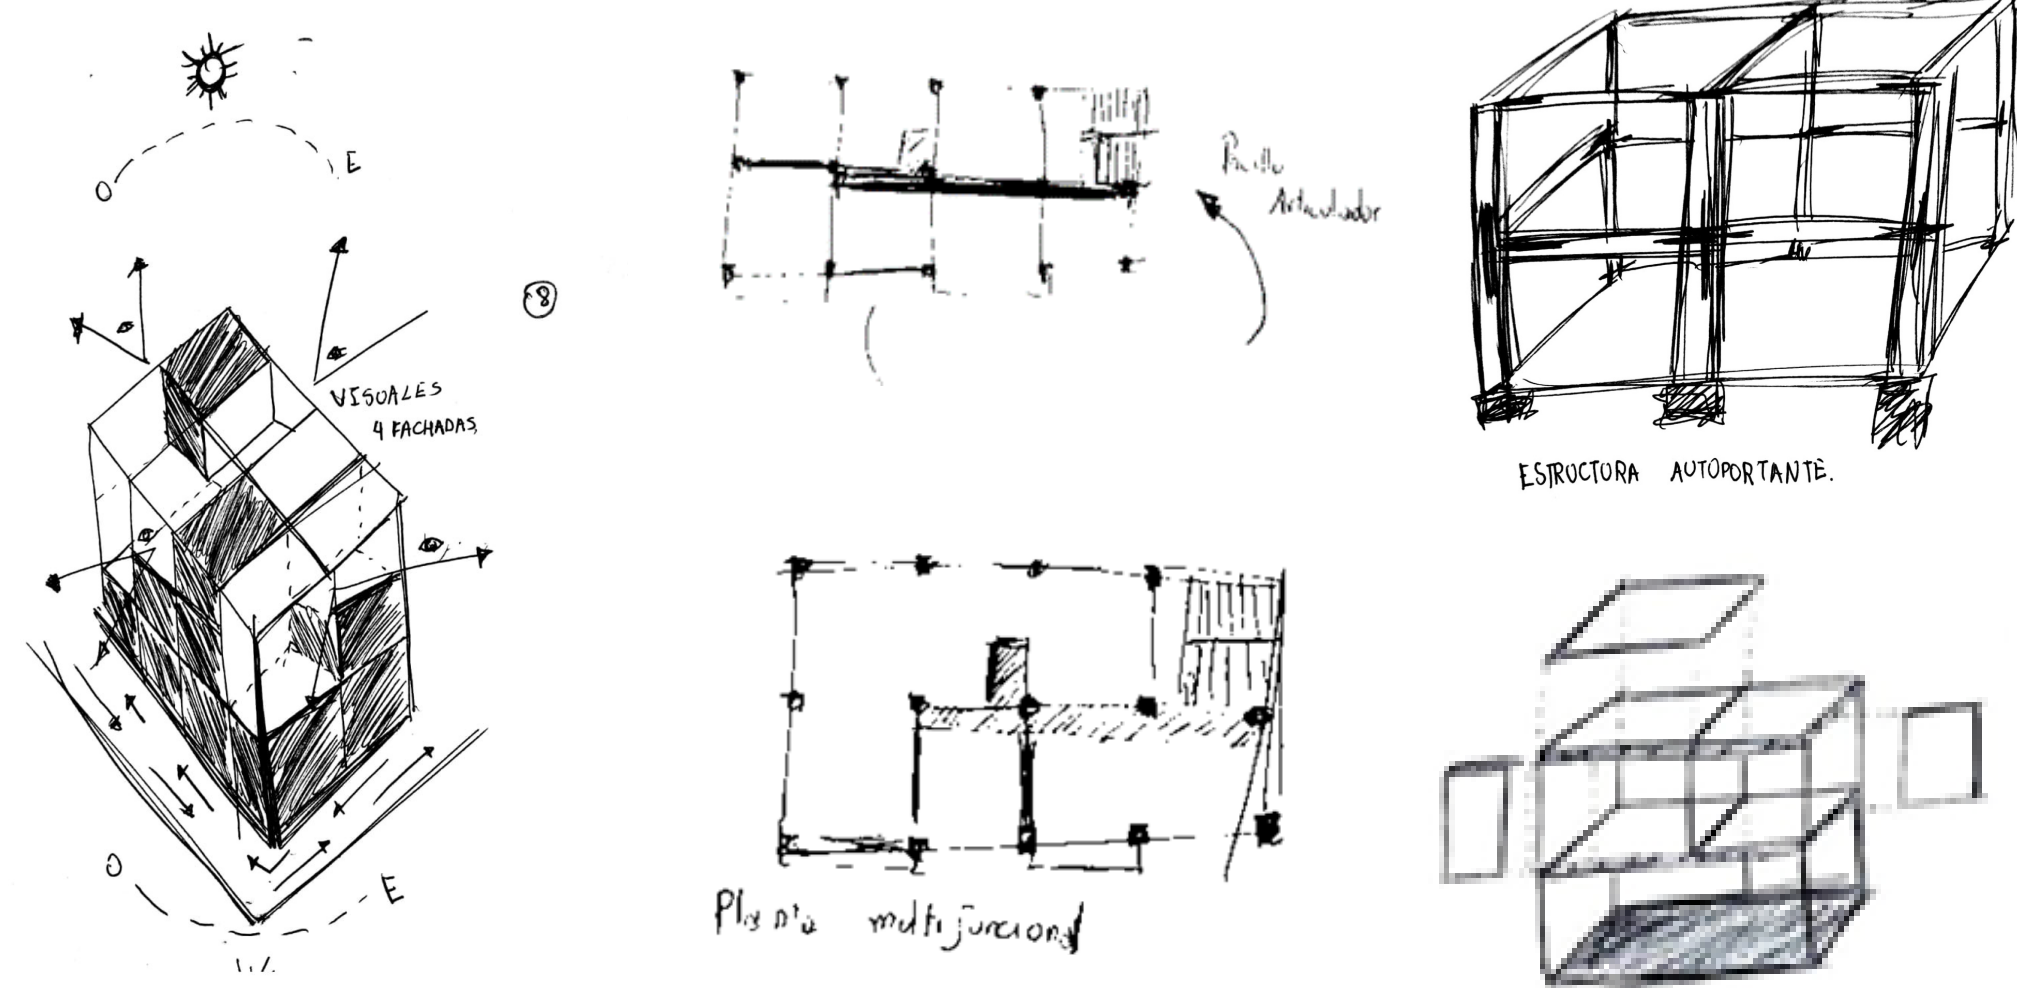 O
E
8
VISUALES
4 FACHADAS,
O
E
Pasillo
Articulador
Planta multifuncional
ESTRUCTURA AUTOPORTANTE.